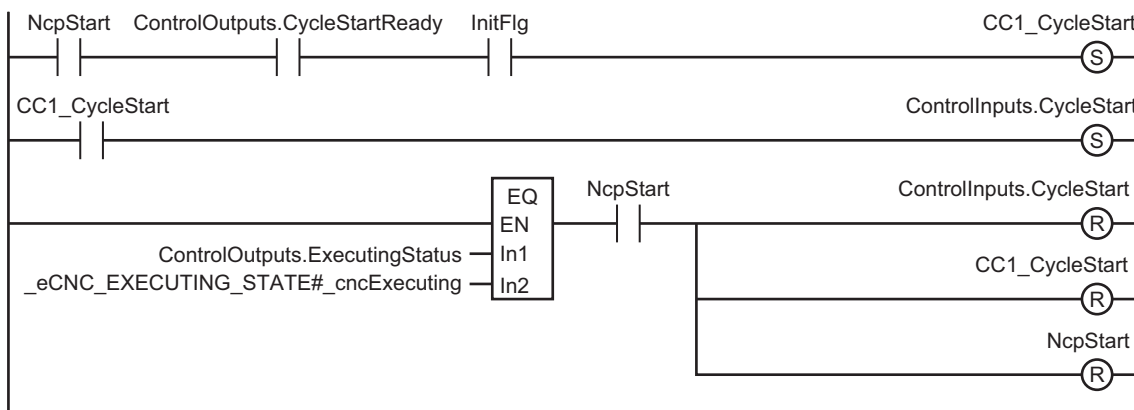 NcpStart ControlOutputs.CycleStartReady InitFlg CC1_CycleStart
S
CC1_CycleStart ControlInputs.CycleStart
S
EQ NcpStart ControlInputs.CycleStart
EN R
ControlOutputs.ExecutingStatus In1 CC1_CycleStart
_eCNC_EXECUTING_STATE#_cncExecuting In2
R
NcpStart
R